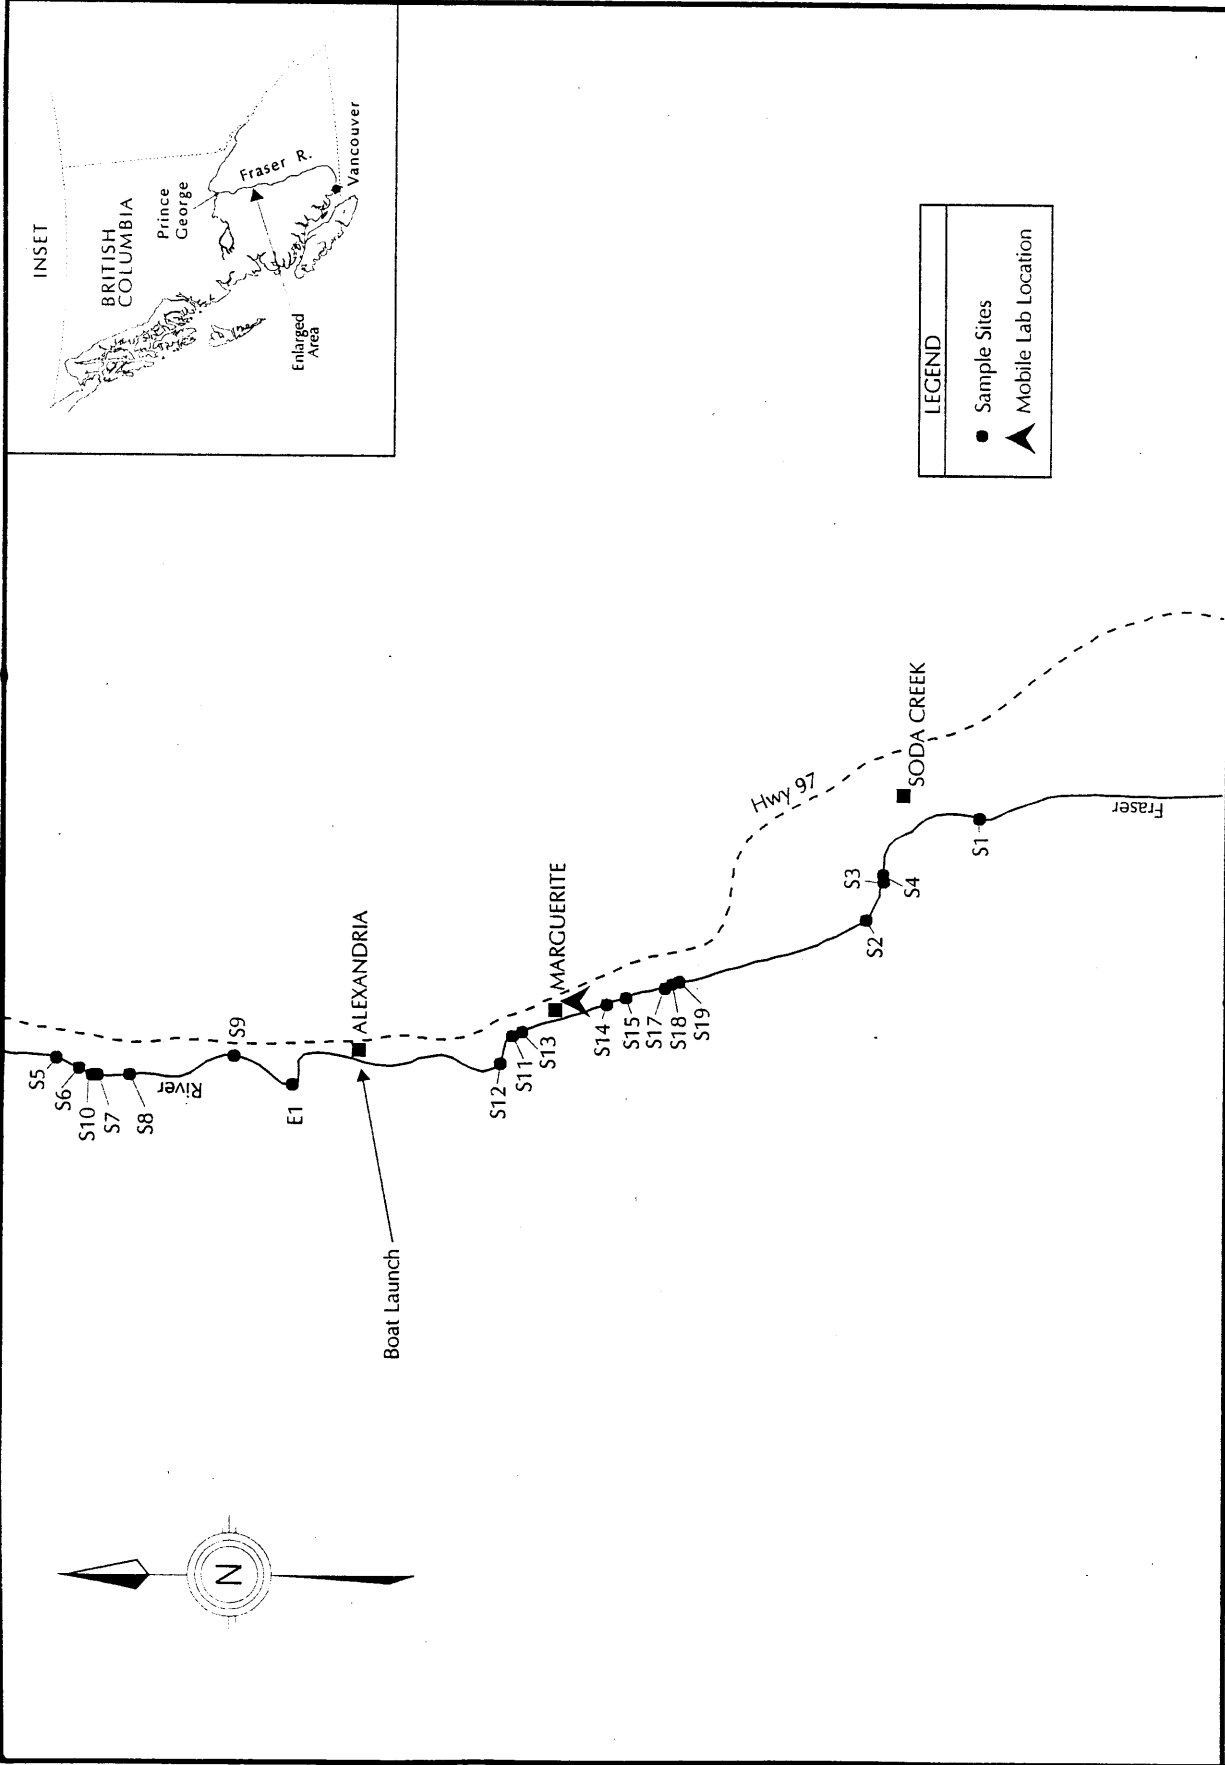 INSET
BRITISH
COLUMBIA
Prince
George
Fraser R.
Vancouver
Enlarged
Area
N
S5
S6
S10
S7
S8
River
S9
E1
ALEXANDRIA
Boat Launch
S12
S11
S13
MARGUERITE
S14
S15
S17
S18
S19
Hwy 97
S2
S3
S4
SODA CREEK
S1
Fraser
LEGEND
Sample Sites
Mobile Lab Location